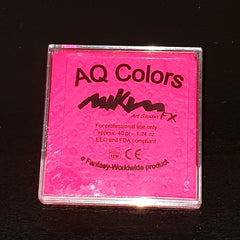 AQ Colors
mikim FX
Art Studio
For professional use only
approx. 40 gr - 1.24 oz
EEC and FDA compliant
CE
a Fantasy-Worldwide product